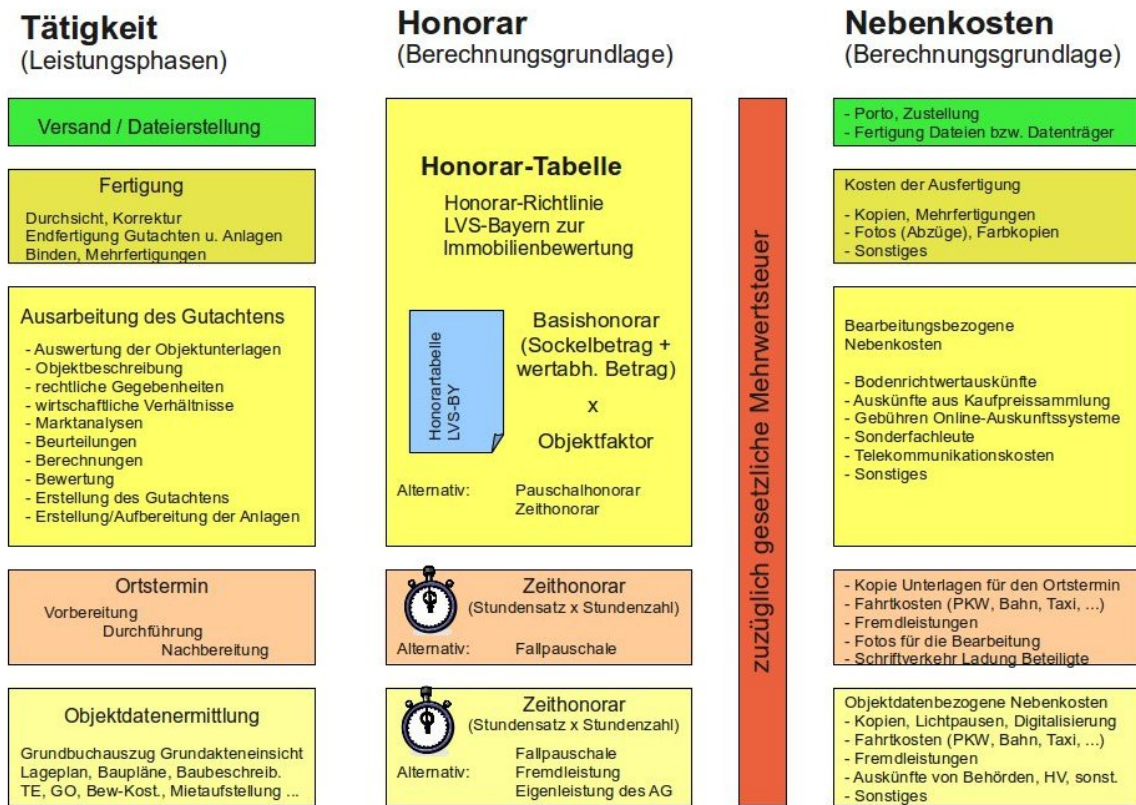 Tätigkeit
(Leistungsphasen)
Versand / Dateierstellung
Fertigung
Durchsicht, Korrektur
Endfertigung Gutachten u. Anlagen
Binden, Mehrfertigungen
Ausarbeitung des Gutachtens
- Auswertung der Objektunterlagen
- Objektbeschreibung
- rechtliche Gegebenheiten
- wirtschaftliche Verhältnisse
- Marktanalysen
- Beurteilungen
- Berechnungen
- Bewertung
- Erstellung des Gutachtens
- Erstellung/Aufbereitung der Anlagen
Ortstermin
Vorbereitung
Durchführung
Nachbereitung
Objektdatenermittlung
Grundbuchauszug Grundakteneinsicht
Lageplan, Baupläne, Baubeschreib.
TE, GO, Bew-Kost., Mietaufstellung ...
Honorar
(Berechnungsgrundlage)
Honorar-Tabelle
Honorar-Richtlinie
LVS-Bayern zur
Immobilienbewertung
Honorartabelle
LVS-BY
Basishonorar
(Sockelbetrag +
wertabh. Betrag)
x
Objektfaktor
Alternativ: Pauschalhonorar
Zeithonorar
Zeithonorar
(Stundensatz x Stundenzahl)
Alternativ: Fallpauschale
Zeithonorar
(Stundensatz x Stundenzahl)
Fallpauschale
Alternativ: Fremdleistung
Eigenleistung des AG
zuzüglich gesetzliche Mehrwertsteuer
Nebenkosten
(Berechnungsgrundlage)
- Porto, Zustellung
- Fertigung Dateien bzw. Datenträger
Kosten der Ausfertigung
- Kopien, Mehrfertigungen
- Fotos (Abzüge), Farbkopien
- Sonstiges
Bearbeitungsbezogene
Nebenkosten
- Bodenrichtwertauskünfte
- Auskünfte aus Kaufpreissammlung
- Gebühren Online-Auskunftssysteme
- Sonderfachleute
- Telekommunikationskosten
- Sonstiges
- Kopie Unterlagen für den Ortstermin
- Fahrtkosten (PKW, Bahn, Taxi, ...)
- Fremdleistungen
- Fotos für die Bearbeitung
- Schriftverkehr Ladung Beteiligte
Objektdatenbezogene Nebenkosten
- Kopien, Lichtpausen, Digitalisierung
- Fahrtkosten (PKW, Bahn, Taxi, ...)
- Fremdleistungen
- Auskünfte von Behörden, HV, sonst.
- Sonstiges